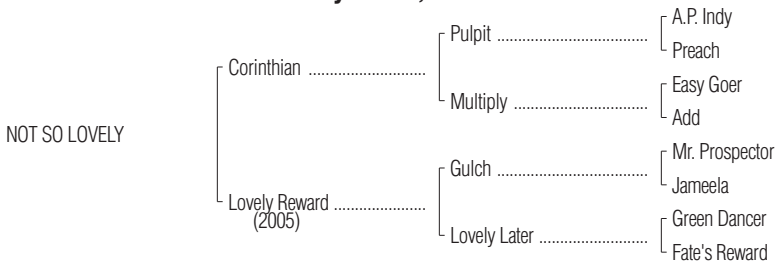 A.P. Indy
Pulpit
Preach
Corinthian
Easy Goer
Multiply
Add
NOT SO LOVELY
Mr. Prospector
Gulch
Jameela
Lovely Reward
(2005)
Green Dancer
Lovely Later
Fate's Reward